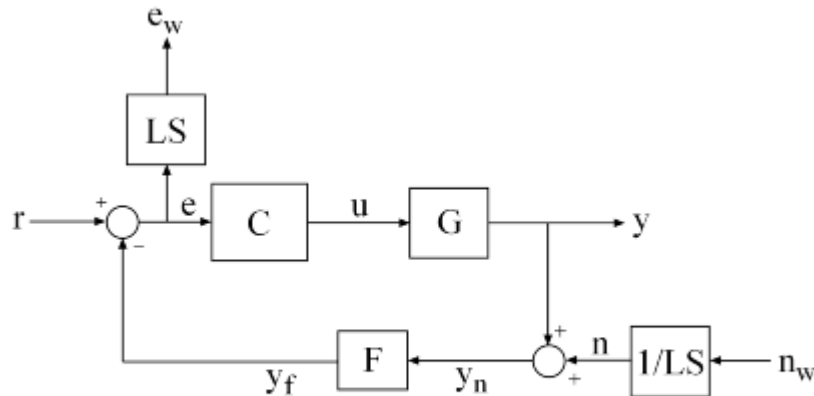 e_w
LS
+
r
e
C
u
G
y
−
+
y_f
F
y_n
+
n
1/LS
n_w